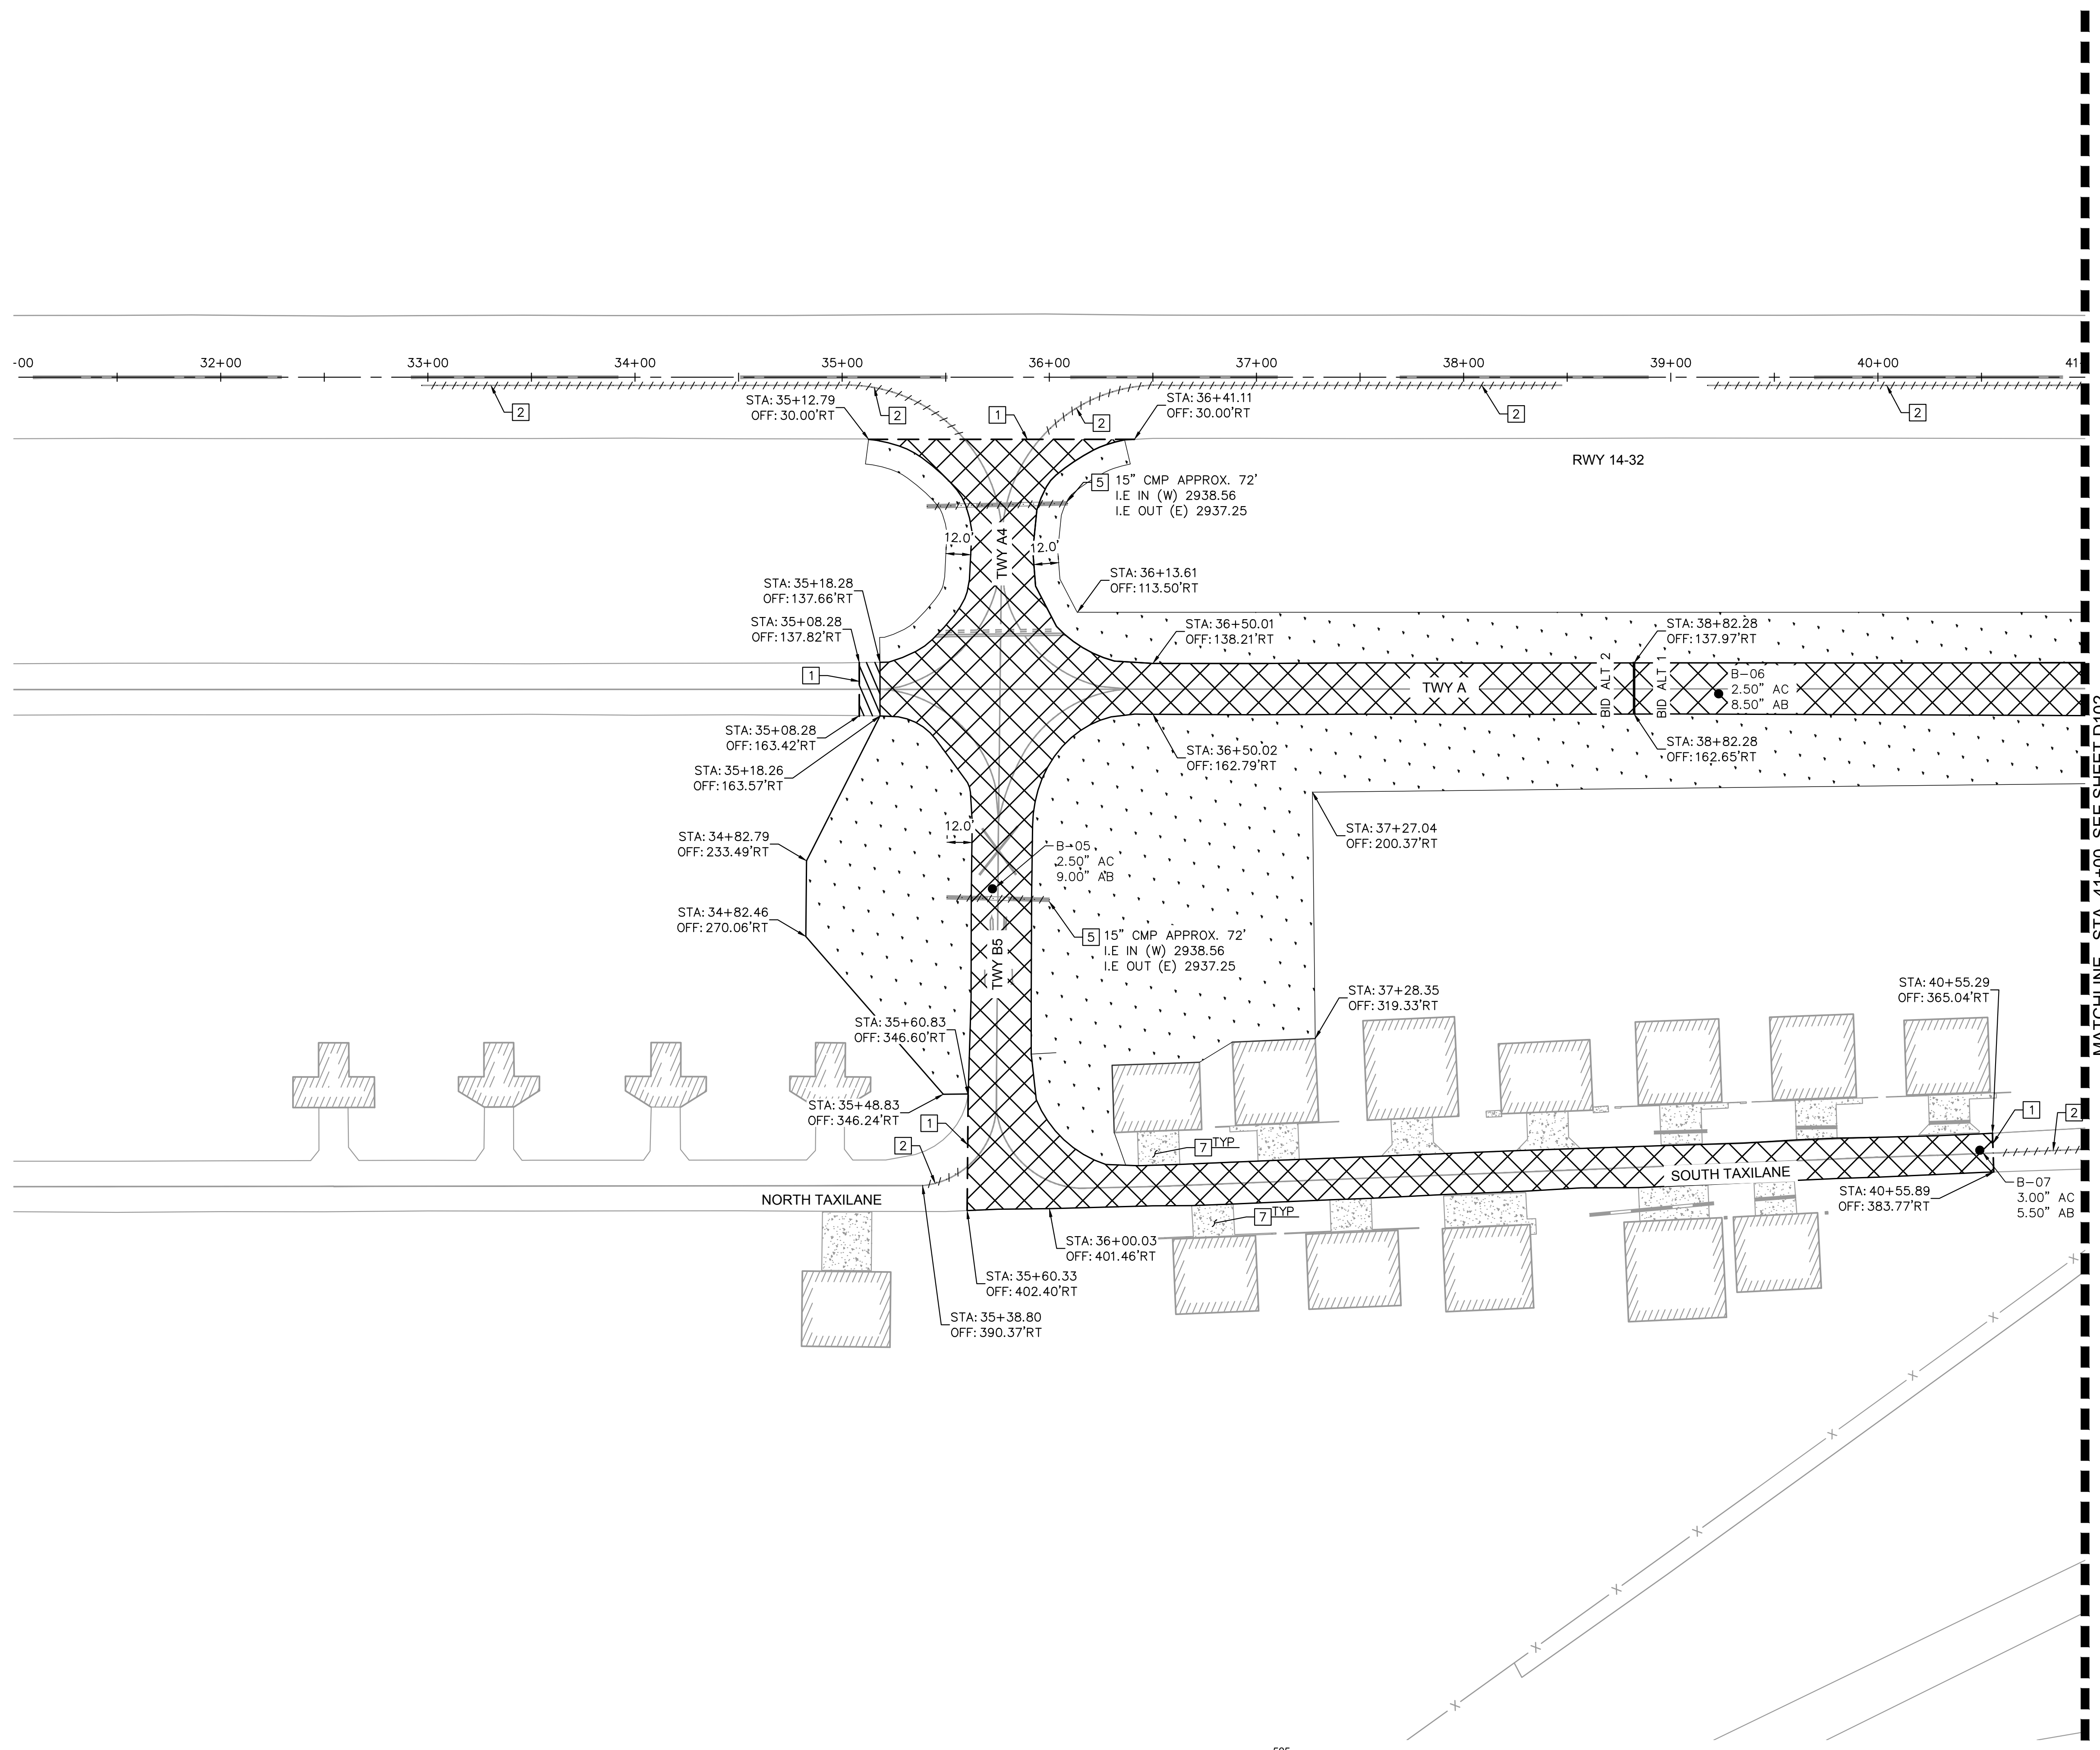 -00
32+00
33+00
34+00
35+00
36+00
37+00
38+00
39+00
40+00
STA: 35+12.79
OFF: 30.00'RT
2
2
1
2
STA: 36+41.11
OFF: 30.00'RT
2
2
RWY 14-32
5
15" CMP APPROX. 72'
I.E IN (W) 2938.56
I.E OUT (E) 2937.25
12.0'
TWY A4
12.0'
STA: 35+18.28
OFF: 137.66'RT
STA: 36+13.61
OFF: 113.50'RT
STA: 35+08.28
OFF: 137.82'RT
STA: 36+50.01
OFF: 138.21'RT
STA: 38+82.28
OFF: 137.97'RT
1
TWY A
BID ALT 2
BID ALT 1
B-06
2.50" AC
8.50" AB
STA: 35+08.28
OFF: 163.42'RT
STA: 36+50.02
OFF: 162.79'RT
STA: 38+82.28
OFF: 162.65'RT
STA: 35+18.26
OFF: 163.57'RT
MATCHLINE STA. 41+00 SEE SHEET D102
12.0'
STA: 34+82.79
OFF: 233.49'RT
B-05
2.50" AC
9.00" AB
STA: 37+27.04
OFF: 200.37'RT
STA: 34+82.46
OFF: 270.06'RT
TWY B5
5
15" CMP APPROX. 72'
I.E IN (W) 2938.56
I.E OUT (E) 2937.25
STA: 37+28.35
OFF: 319.33'RT
STA: 40+55.29
OFF: 365.04'RT
STA: 35+60.83
OFF: 346.60'RT
STA: 35+48.83
OFF: 346.24'RT
1
2
7 TYP
1
2
SOUTH TAXILANE
NORTH TAXILANE
STA: 40+55.89
OFF: 383.77'RT
B-07
3.00" AC
5.50" AB
7 TYP
STA: 36+00.03
OFF: 401.46'RT
STA: 35+60.33
OFF: 402.40'RT
STA: 35+38.80
OFF: 390.37'RT
X
X
X
X
X
X
X
X